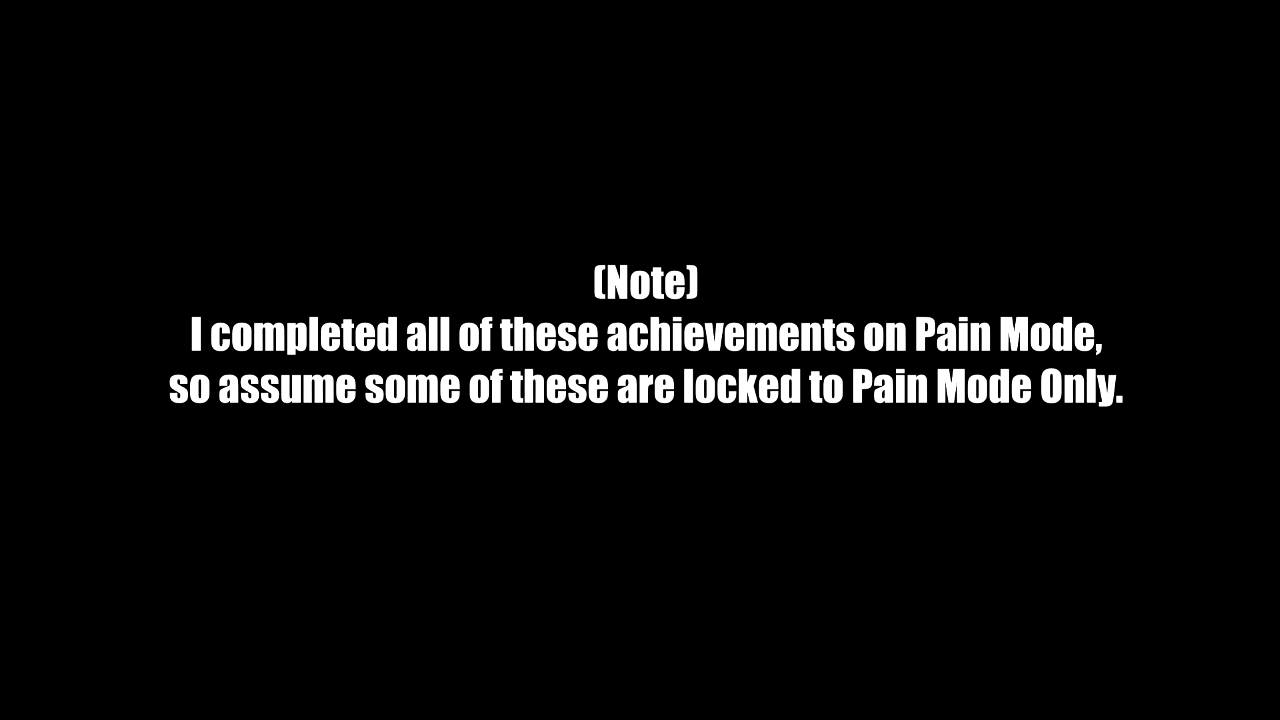 (Note)
I completed all of these achievements on Pain Mode,
so assume some of these are locked to Pain Mode Only.